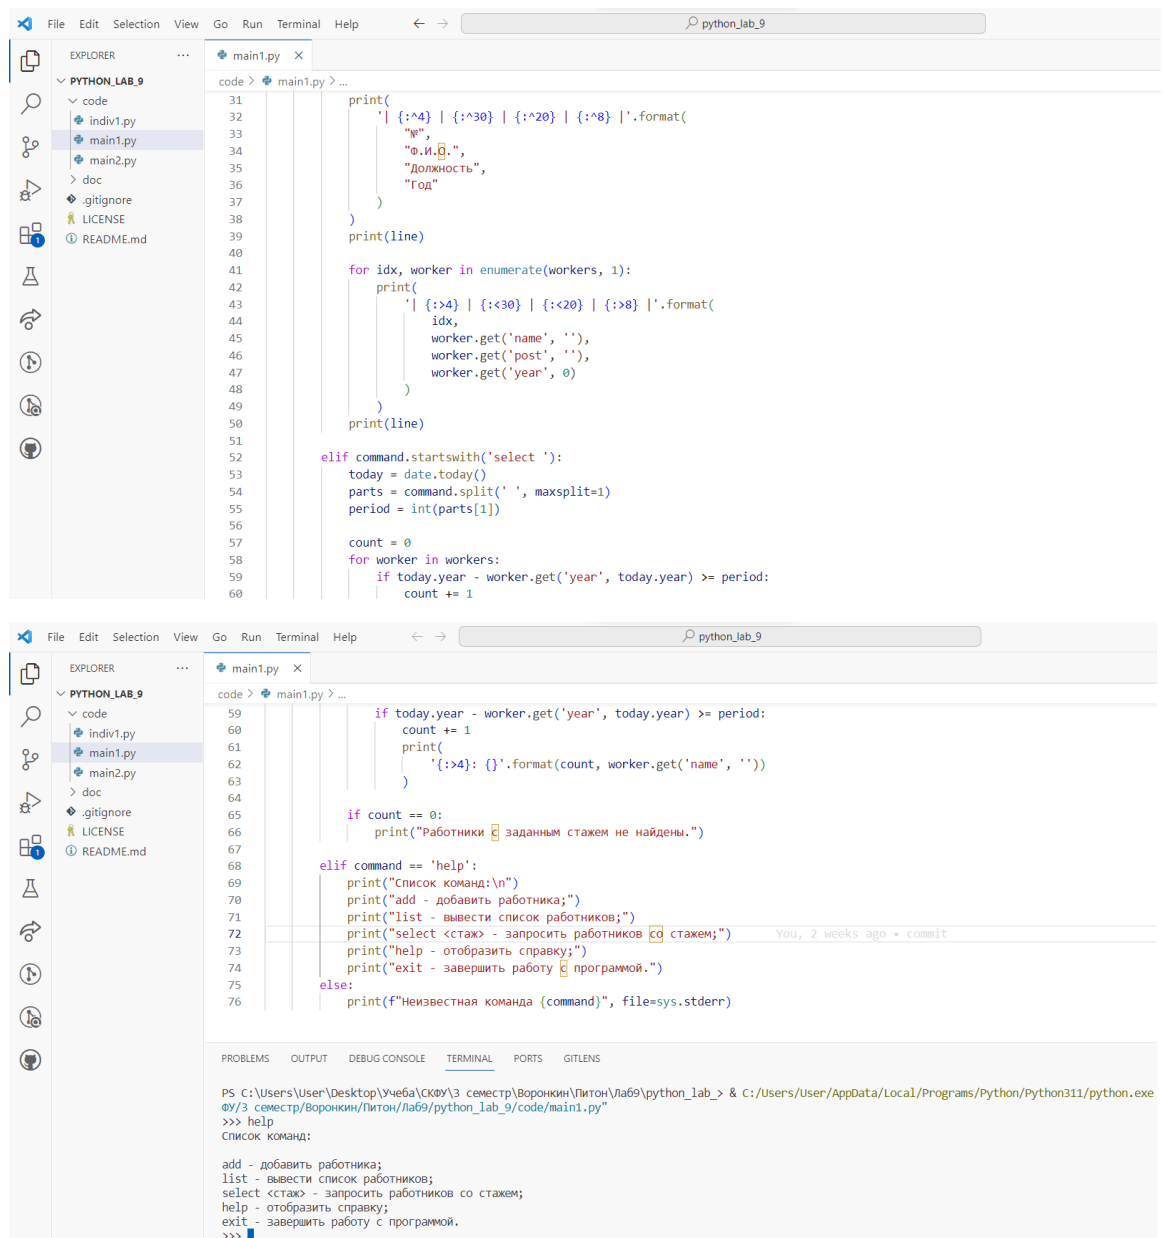 File Edit Selection View Go Run Terminal Help ← → python_lab_9
EXPLORER ···
PYTHON_LAB_9
code
indiv1.py
main1.py
main2.py
doc
.gitignore
LICENSE
README.md
1
main1.py ×
code > main1.py > ...
31 print(
32 '| {:^4} | {:^30} | {:^20} | {:^8} |'.format(
33 "№",
34 "Ф.И.О.",
35 "Должность",
36 "Год"
37 )
38 )
39 print(line)
40
41 for idx, worker in enumerate(workers, 1):
42 print(
43 '| {:>4} | {:<30} | {:<20} | {:>8} |'.format(
44 idx,
45 worker.get('name', ''),
46 worker.get('post', ''),
47 worker.get('year', 0)
48 )
49 )
50 print(line)
51
52 elif command.startswith('select '):
53 today = date.today()
54 parts = command.split(' ', maxsplit=1)
55 period = int(parts[1])
56
57 count = 0
58 for worker in workers:
59 if today.year - worker.get('year', today.year) >= period:
60 count += 1
File Edit Selection View Go Run Terminal Help ← → python_lab_9
EXPLORER ···
PYTHON_LAB_9
code
indiv1.py
main1.py
main2.py
doc
.gitignore
LICENSE
README.md
1
main1.py ×
code > main1.py > ...
59 if today.year - worker.get('year', today.year) >= period:
60 count += 1
61 print(
62 '{:>4}: {}'.format(count, worker.get('name', ''))
63 )
64
65 if count == 0:
66 print("Работники с заданным стажем не найдены.")
67
68 elif command == 'help':
69 print("Список команд:\n")
70 print("add - добавить работника;")
71 print("list - вывести список работников;")
72 print("select <стаж> - запросить работников со стажем;") You, 2 weeks ago • commit
73 print("help - отобразить справку;")
74 print("exit - завершить работу с программой.")
75 else:
76 print(f"Неизвестная команда {command}", file=sys.stderr)
PROBLEMS OUTPUT DEBUG CONSOLE TERMINAL PORTS GITLENS
PS C:\Users\User\Desktop\Учеба\СКФУ\3 семестр\Воронкин\Питон\Лаб9\python_lab_> & C:/Users/User/AppData/Local/Programs/Python/Python311/python.exe
ФУ/3 семестр/Воронкин/Питон/Лаб9/python_lab_9/code/main1.py"
>>> help
Список команд:
add - добавить работника;
list - вывести список работников;
select <стаж> - запросить работников со стажем;
help - отобразить справку;
exit - завершить работу с программой.
>>>